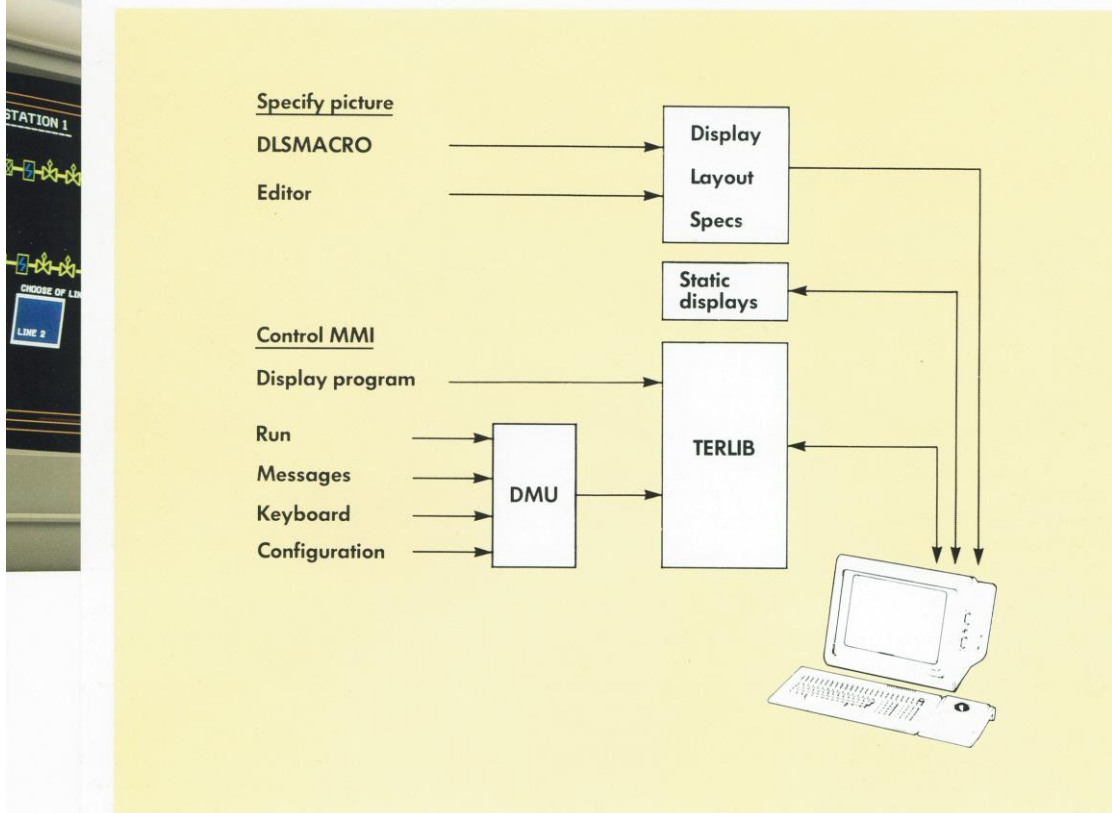 STATION 1
CHOOSE OF LIN
LINE 2
Specify picture
DLSMACRO
Editor
Display
Layout
Specs
Static
displays
Control MMI
Display program
Run
Messages
Keyboard
Configuration
DMU
TERLIB